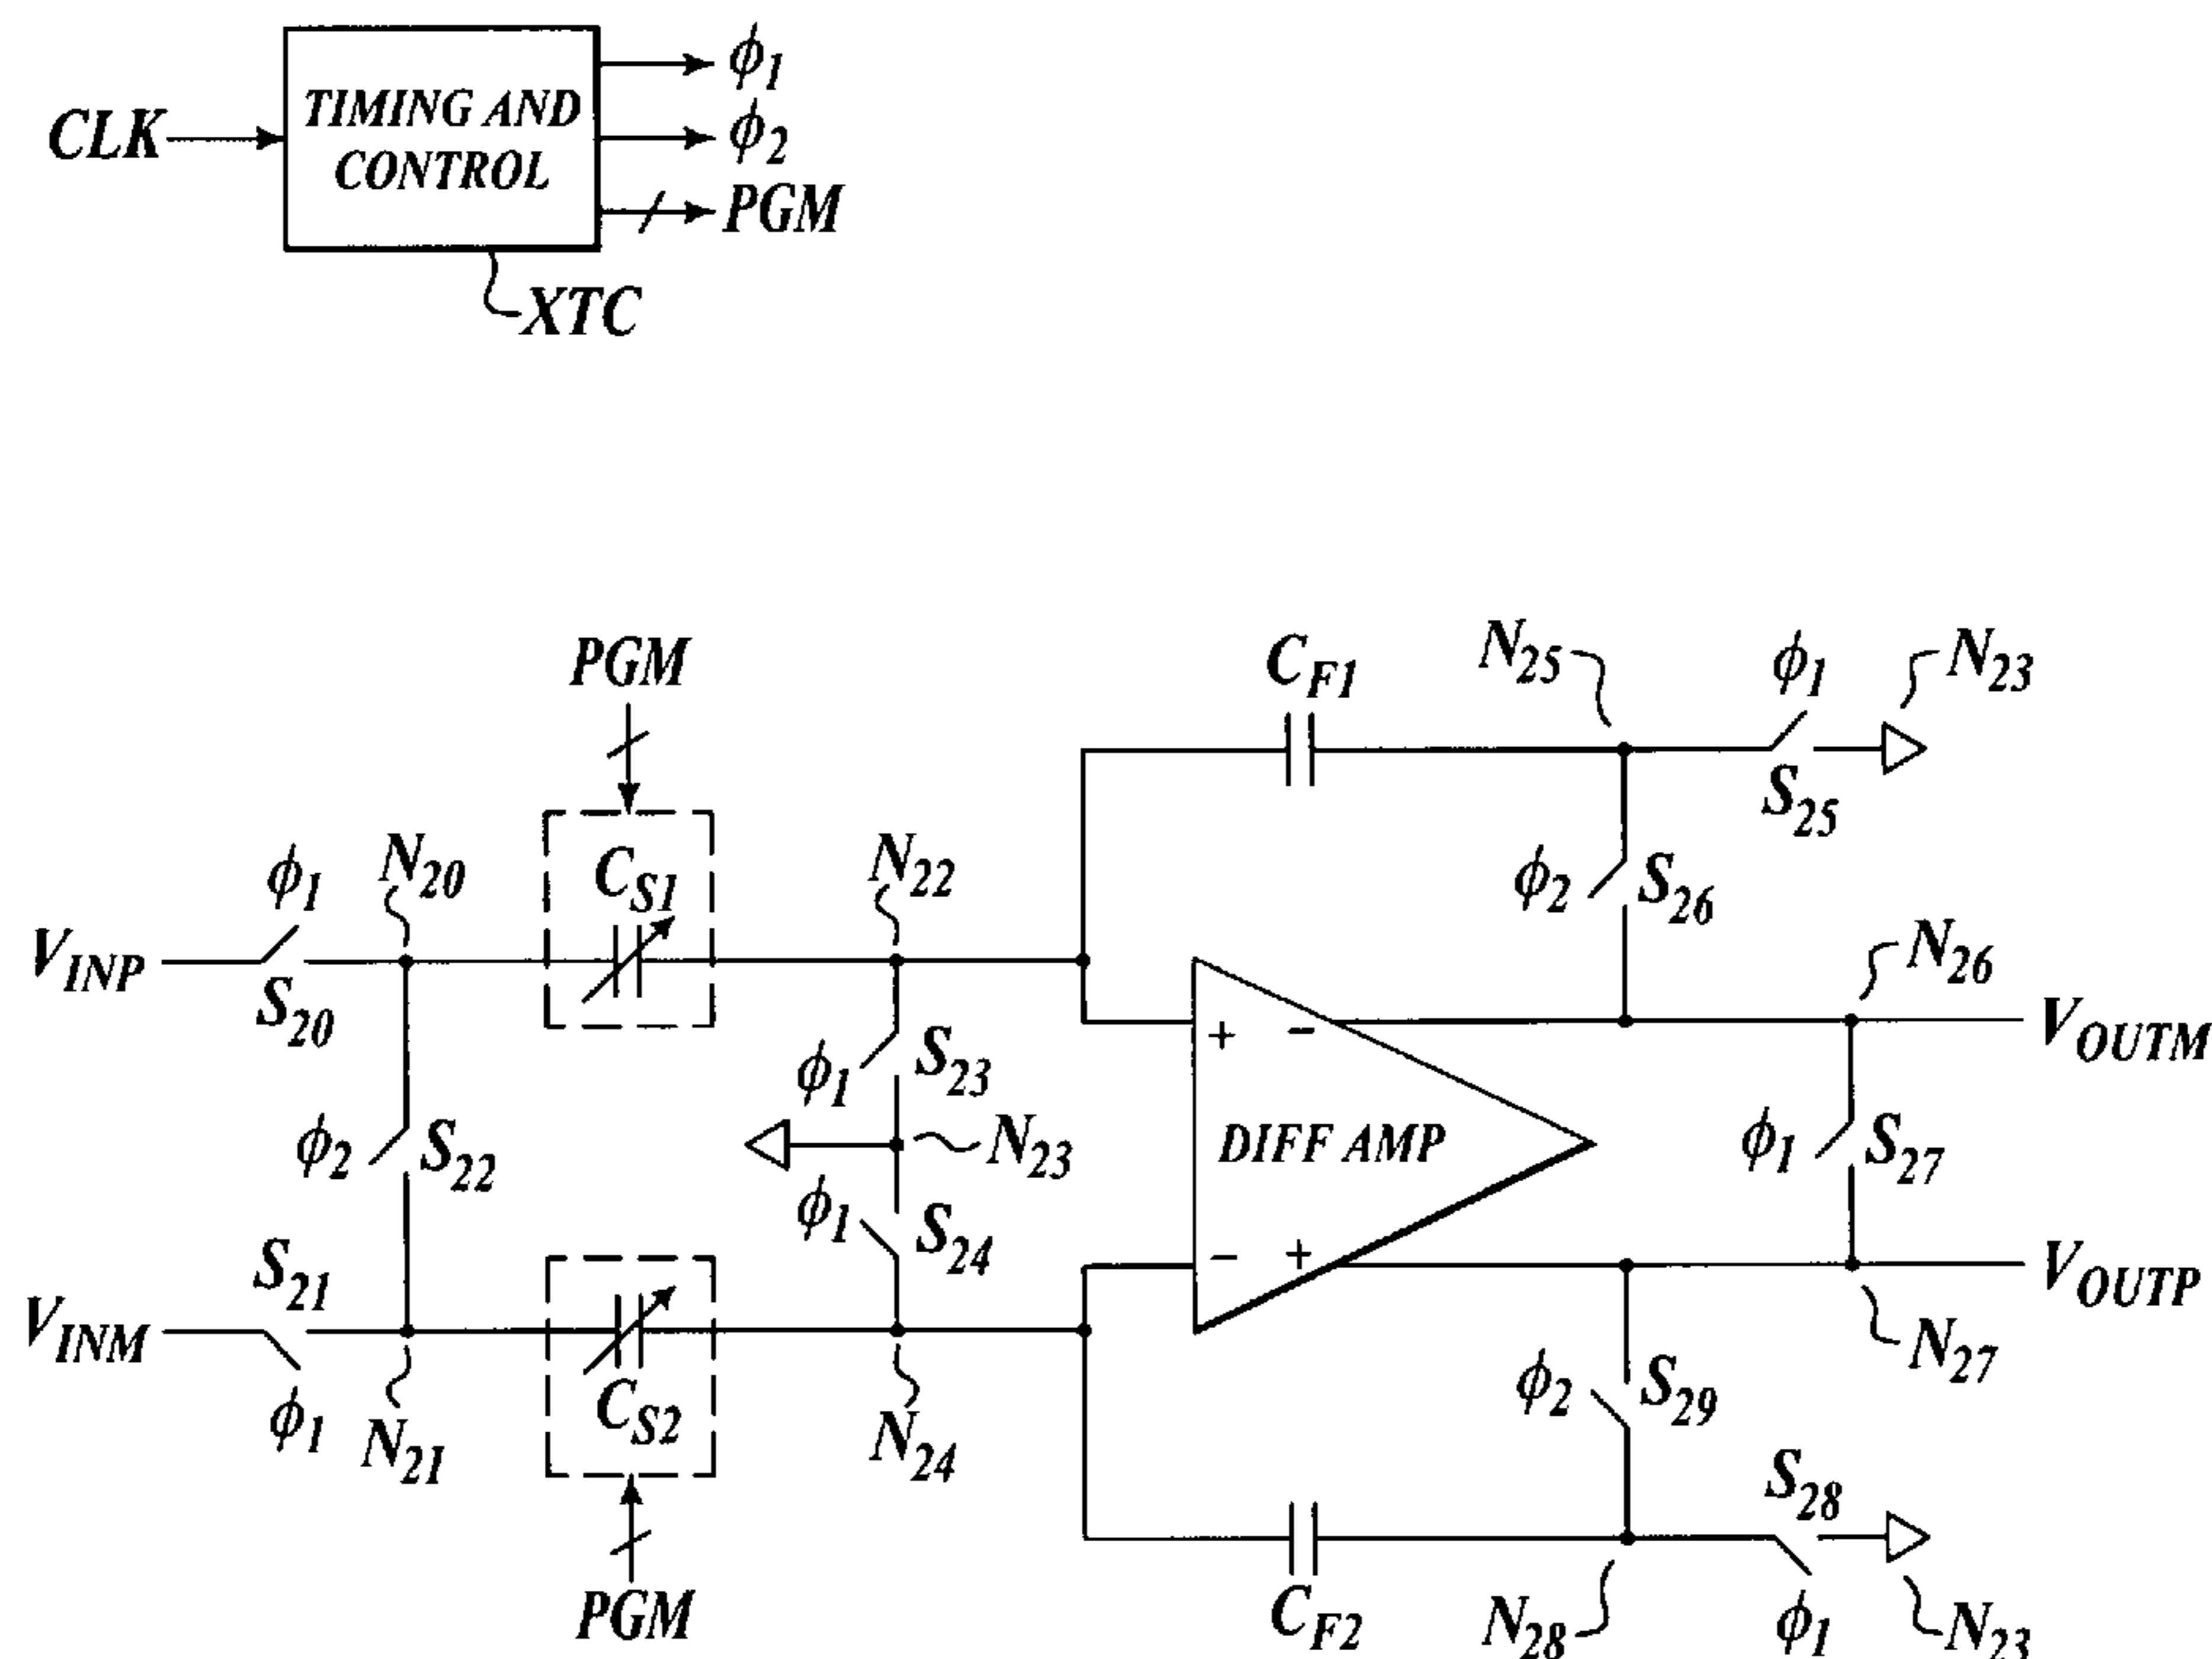 CLK
TIMING AND
CONTROL
ϕ1
ϕ2
PGM
XTC
PGM
CF1
N25
ϕ1
N23
S25
ϕ1
N20
CS1
N22
ϕ2
S26
VINP
S20
N26
VOUTM
ϕ1
S23
+
−
ϕ2
S22
N23
DIFF AMP
ϕ1
S27
ϕ1
S24
−
+
S21
VINM
ϕ1
N21
CS2
N24
VOUTP
N27
ϕ2
S29
S28
PGM
CF2
N28
ϕ1
N23